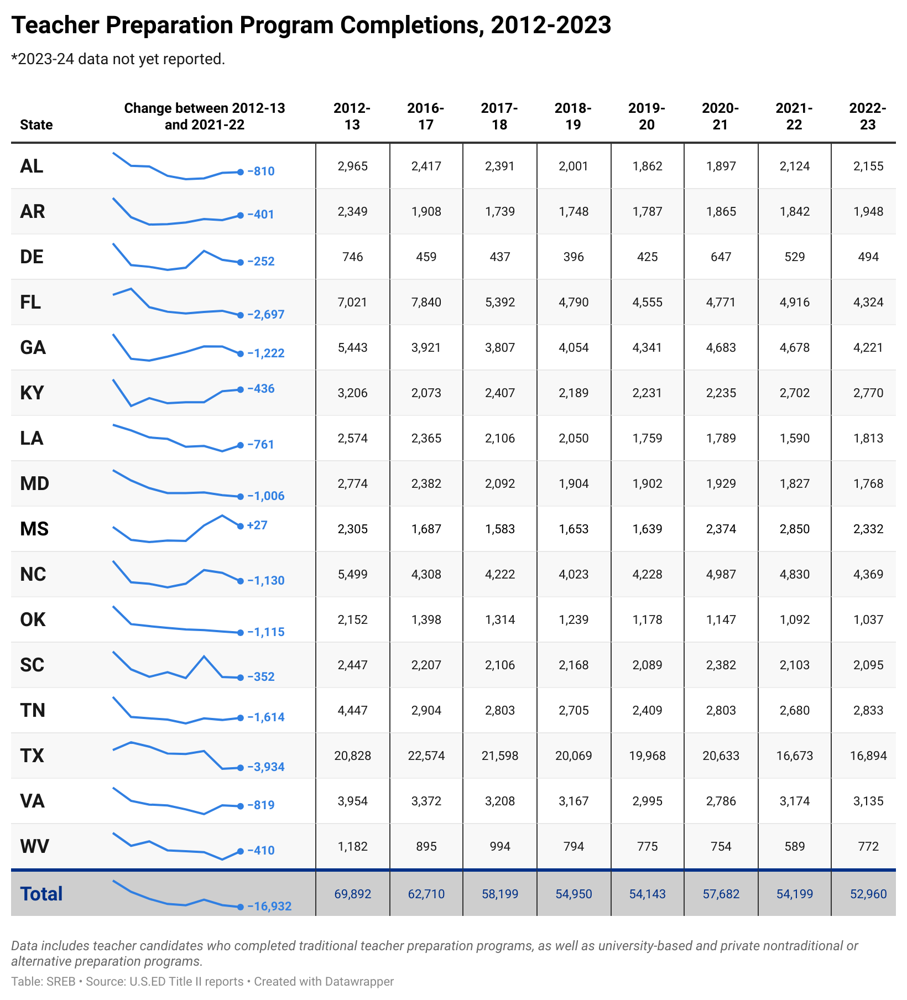 Teacher Preparation Program Completions, 2012-2023
*2023-24 data not yet reported.
State Change between 2012-13 and 2021-22 2012-13 2016-17 2017-18 2018-19 2019-20 2020-21 2021-22 2022-23
AL −810 2,965 2,417 2,391 2,001 1,862 1,897 2,124 2,155
AR −401 2,349 1,908 1,739 1,748 1,787 1,865 1,842 1,948
DE −252 746 459 437 396 425 647 529 494
FL −2,697 7,021 7,840 5,392 4,790 4,555 4,771 4,916 4,324
GA −1,222 5,443 3,921 3,807 4,054 4,341 4,683 4,678 4,221
KY −436 3,206 2,073 2,407 2,189 2,231 2,235 2,702 2,770
LA −761 2,574 2,365 2,106 2,050 1,759 1,789 1,590 1,813
MD −1,006 2,774 2,382 2,092 1,904 1,902 1,929 1,827 1,768
MS +27 2,305 1,687 1,583 1,653 1,639 2,374 2,850 2,332
NC −1,130 5,499 4,308 4,222 4,023 4,228 4,987 4,830 4,369
OK −1,115 2,152 1,398 1,314 1,239 1,178 1,147 1,092 1,037
SC −352 2,447 2,207 2,106 2,168 2,089 2,382 2,103 2,095
TN −1,614 4,447 2,904 2,803 2,705 2,409 2,803 2,680 2,833
TX −3,934 20,828 22,574 21,598 20,069 19,968 20,633 16,673 16,894
VA −819 3,954 3,372 3,208 3,167 2,995 2,786 3,174 3,135
WV −410 1,182 895 994 794 775 754 589 772
Total −16,932 69,892 62,710 58,199 54,950 54,143 57,682 54,199 52,960
Data includes teacher candidates who completed traditional teacher preparation programs, as well as university-based and private nontraditional or
alternative preparation programs.
Table: SREB • Source: U.S.ED Title II reports • Created with Datawrapper